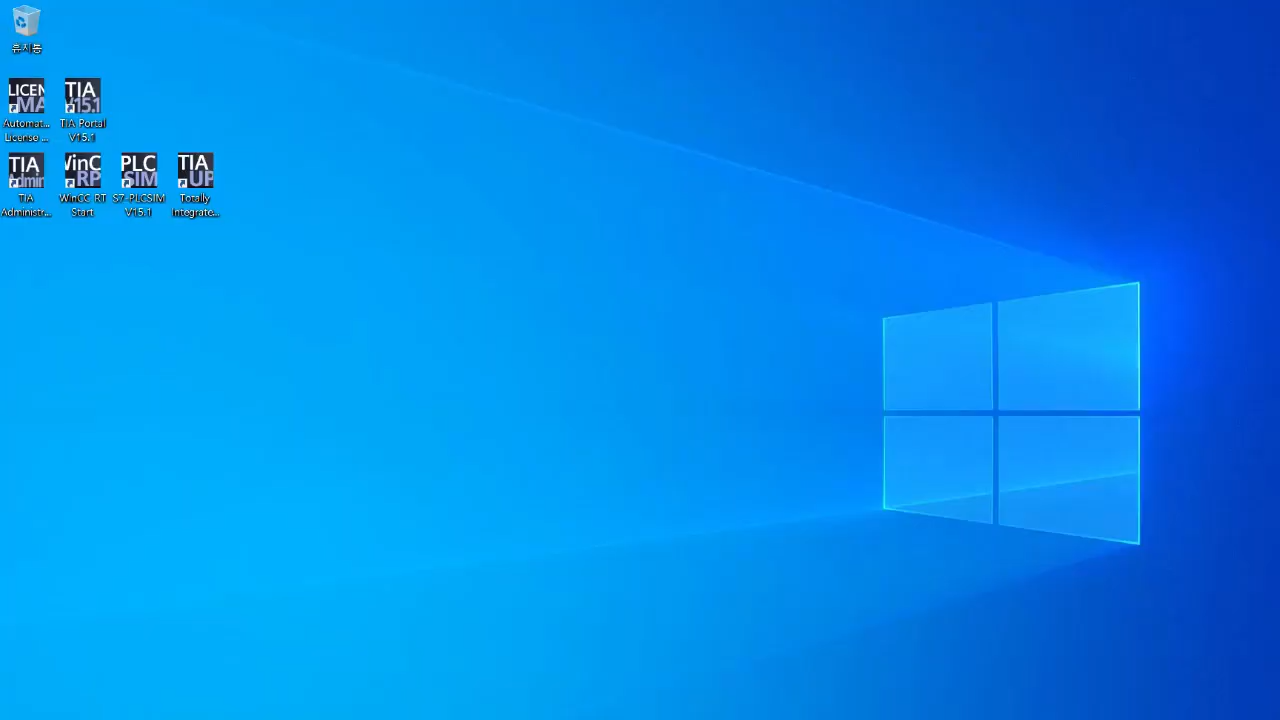 휴지통
LICEN
MA
Automat...
License ...
TIA
V15.1
TIA Portal
V15.1
TIA
Admin
TIA
Administr...
WinC
RP
WinCC RT
Start
PLC
SIM
S7-PLCSIM
V15.1
TIA
UP
Totally
Integrate...